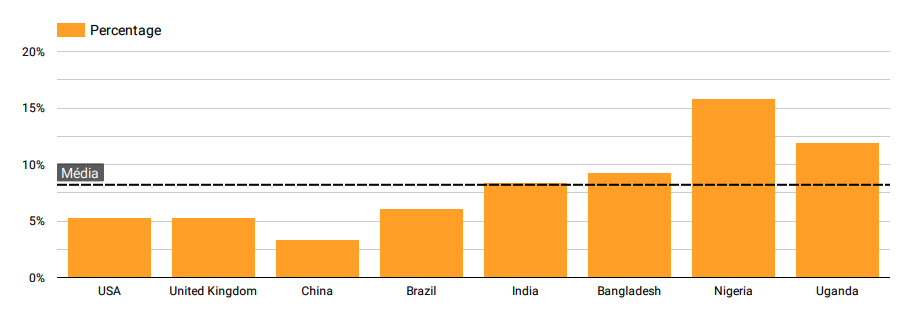 Percentage
20%
15%
10%
Média
5%
0%
USA United Kingdom China Brazil India Bangladesh Nigeria Uganda